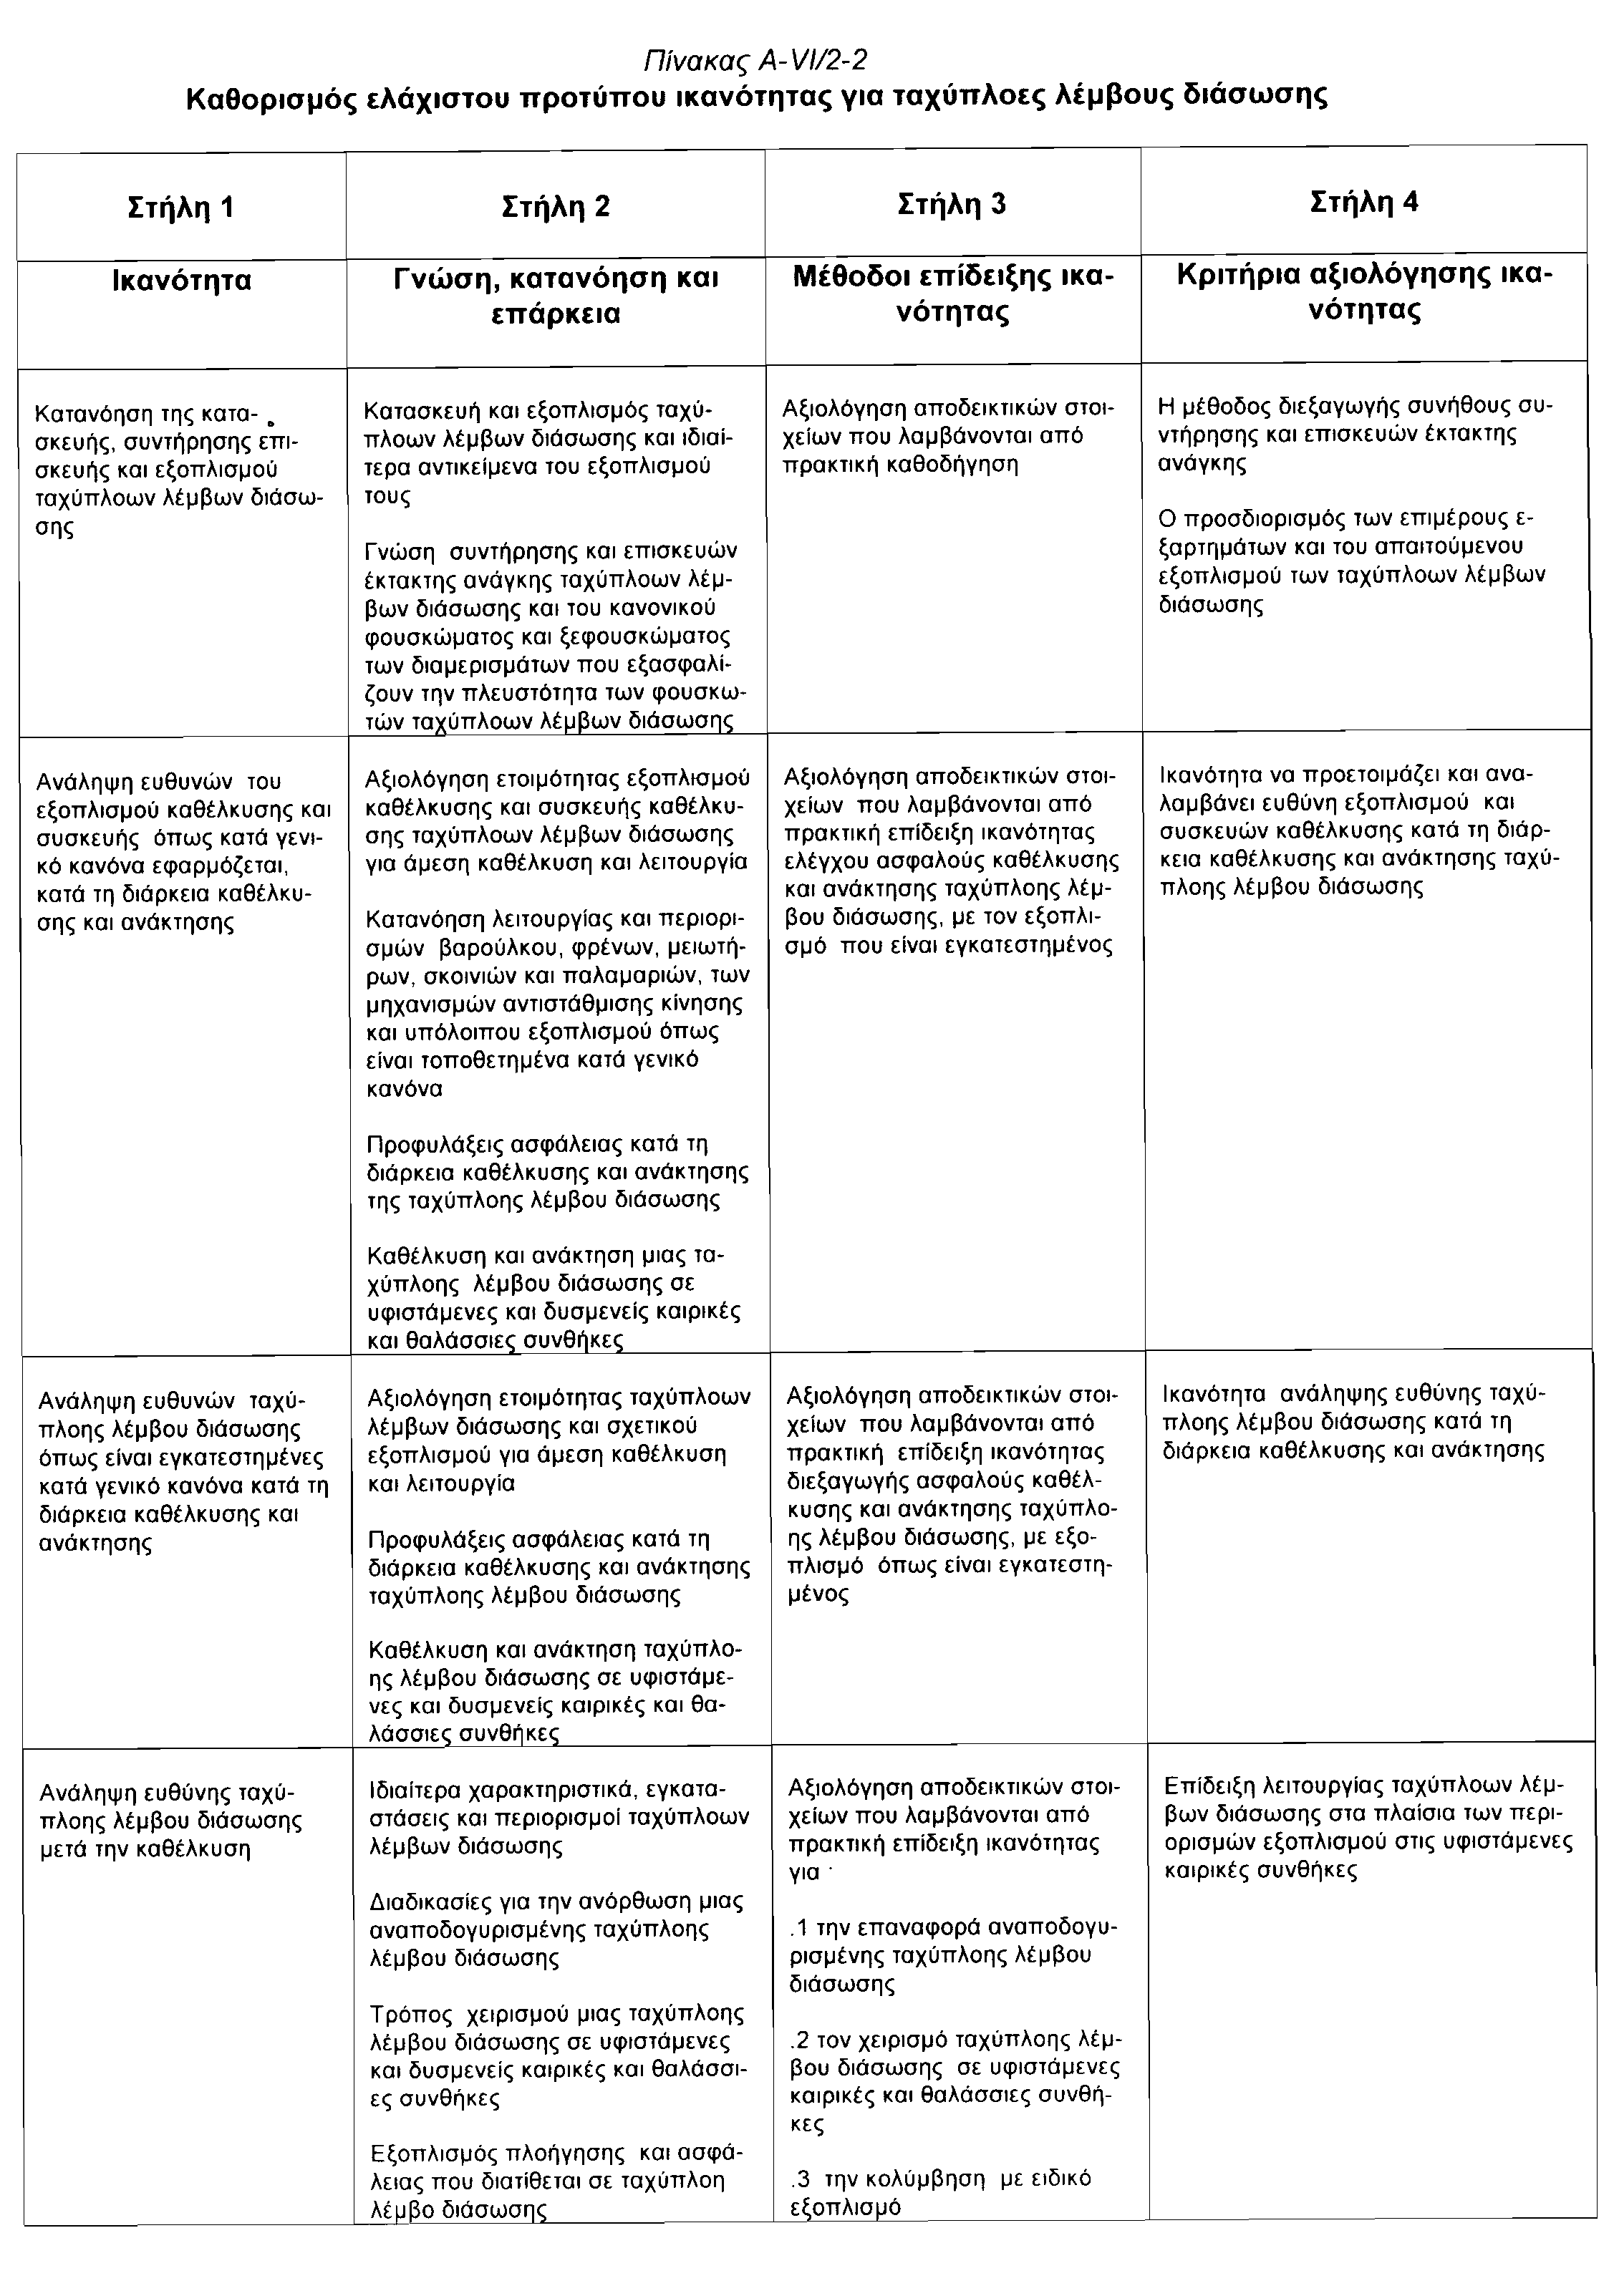 Πίνακας Α-VI/2-2
Καθορισμός ελάχιστου προτύπου ικανότητας για ταχύπλοες λέμβους διάσωσης
Στήλη 1
Στήλη 2
Στήλη 3
Στήλη 4
Ικανότητα
Γνώση, κατανόηση και
επάρκεια
Μέθοδοι επίδειξης ικα-
νότητας
Κριτήρια αξιολόγησης ικα-
νότητας
Κατανόηση της κατα-
σκευής, συντήρησης επι-
σκευής και εξοπλισμού
ταχύπλοων λέμβων διάσω-
σης
Κατασκευή και εξοπλισμός ταχύ-
πλοων λέμβων διάσωσης και ιδιαί-
τερα αντικείμενα του εξοπλισμού
τους
Γνώση συντήρησης και επισκευών
έκτακτης ανάγκης ταχύπλοων λέμ-
βων διάσωσης και του κανονικού
φουσκώματος και ξεφουσκώματος
των διαμερισμάτων που εξασφαλί-
ζουν την πλευστότητα των φουσκω-
τών ταχύπλοων λέμβων διάσωσης
Αξιολόγηση αποδεικτικών στοι-
χείων που λαμβάνονται από
πρακτική καθοδήγηση
Η μέθοδος διεξαγωγής συνήθους συ-
ντήρησης και επισκευών έκτακτης
ανάγκης
Ο προσδιορισμός των επιμέρους ε-
ξαρτημάτων και του απαιτούμενου
εξοπλισμού των ταχύπλοων λέμβων
διάσωσης
Ανάληψη ευθυνών του
εξοπλισμού καθέλκυσης και
συσκευής όπως κατά γενι-
κό κανόνα εφαρμόζεται,
κατά τη διάρκεια καθέλκυ-
σης και ανάκτησης
Αξιολόγηση ετοιμότητας εξοπλισμού
καθέλκυσης και συσκευής καθέλκυ-
σης ταχύπλοων λέμβων διάσωσης
για άμεση καθέλκυση και λειτουργία
Κατανόηση λειτουργίας και περιορι-
σμών βαρούλκου, φρένων, μειωτή-
ρων, σκοινιών και παλαμαριών, των
μηχανισμών αντιστάθμισης κίνησης
και υπόλοιπου εξοπλισμού όπως
είναι τοποθετημένα κατά γενικό
κανόνα
Προφυλάξεις ασφάλειας κατά τη
διάρκεια καθέλκυσης και ανάκτησης
της ταχύπλοης λέμβου διάσωσης
Καθέλκυση και ανάκτηση μιας τα-
χύπλοης λέμβου διάσωσης σε
υφιστάμενες και δυσμενείς καιρικές
και θαλάσσιες συνθήκες
Αξιολόγηση αποδεικτικών στοι-
χείων που λαμβάνονται από
πρακτική επίδειξη ικανότητας
ελέγχου ασφαλούς καθέλκυσης
και ανάκτησης ταχύπλοης λέμ-
βου διάσωσης, με τον εξοπλι-
σμό που είναι εγκατεστημένος
Ικανότητα να προετοιμάζει και ανα-
λαμβάνει ευθύνη εξοπλισμού και
συσκευών καθέλκυσης κατά τη διάρ-
κεια καθέλκυσης και ανάκτησης ταχύ-
πλοης λέμβου διάσωσης
Ανάληψη ευθυνών ταχύ-
πλοης λέμβου διάσωσης
όπως είναι εγκατεστημένες
κατά γενικό κανόνα κατά τη
διάρκεια καθέλκυσης και
ανάκτησης
Αξιολόγηση ετοιμότητας ταχύπλοων
λέμβων διάσωσης και σχετικού
εξοπλισμού για άμεση καθέλκυση
και λειτουργία
Προφυλάξεις ασφάλειας κατά τη
διάρκεια καθέλκυσης και ανάκτησης
ταχύπλοης λέμβου διάσωσης
Καθέλκυση και ανάκτηση ταχύπλο-
ης λέμβου διάσωσης σε υφιστάμε-
νες και δυσμενείς καιρικές και θα-
λάσσιες συνθήκες
Αξιολόγηση αποδεικτικών στοι-
χείων που λαμβάνονται από
πρακτική επίδειξη ικανότητας
διεξαγωγής ασφαλούς καθέλ-
κυσης και ανάκτησης ταχύπλο-
ης λέμβου διάσωσης, με εξο-
πλισμό όπως είναι εγκατεστη-
μένος
Ικανότητα ανάληψης ευθύνης ταχύ-
πλοης λέμβου διάσωσης κατά τη
διάρκεια καθέλκυσης και ανάκτησης
Ανάληψη ευθύνης ταχύ-
πλοης λέμβου διάσωσης
μετά την καθέλκυση
Ιδιαίτερα χαρακτηριστικά, εγκατα-
στάσεις και περιορισμοί ταχύπλοων
λέμβων διάσωσης
Διαδικασίες για την ανόρθωση μιας
αναποδογυρισμένης ταχύπλοης
λέμβου διάσωσης
Τρόπος χειρισμού μιας ταχύπλοης
λέμβου διάσωσης σε υφιστάμενες
και δυσμενείς καιρικές και θαλάσσι-
ες συνθήκες
Εξοπλισμός πλοήγησης και ασφά-
λειας που διατίθεται σε ταχύπλοη
λέμβο διάσωσης
Αξιολόγηση αποδεικτικών στοι-
χείων που λαμβάνονται από
πρακτική επίδειξη ικανότητας
για ·
.1 την επαναφορά αναποδογυ-
ρισμένης ταχύπλοης λέμβου
διάσωσης
.2 τον χειρισμό ταχύπλοης λέμ-
βου διάσωσης σε υφιστάμενες
καιρικές και θαλάσσιες συνθή-
κες
.3 την κολύμβηση με ειδικό
εξοπλισμό
Επίδειξη λειτουργίας ταχύπλοων λέμ-
βων διάσωσης στα πλαίσια των περι-
ορισμών εξοπλισμού στις υφιστάμενες
καιρικές συνθήκες